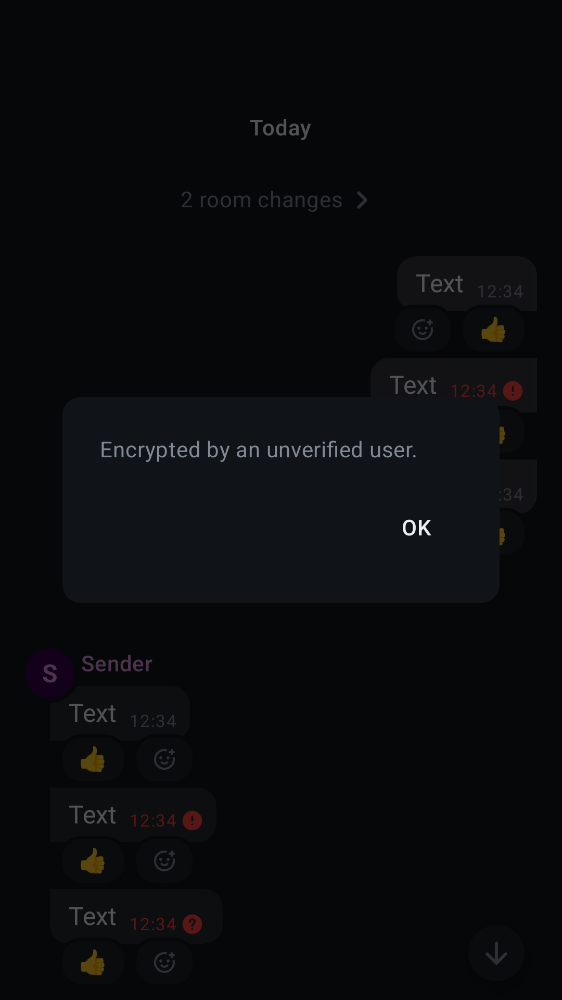 Today
2 room changes
Text 12:34
Text 12:34 !
Encrypted by an unverified user.
:34
OK
S Sender
Text 12:34
Text 12:34 !
Text 12:34 ?